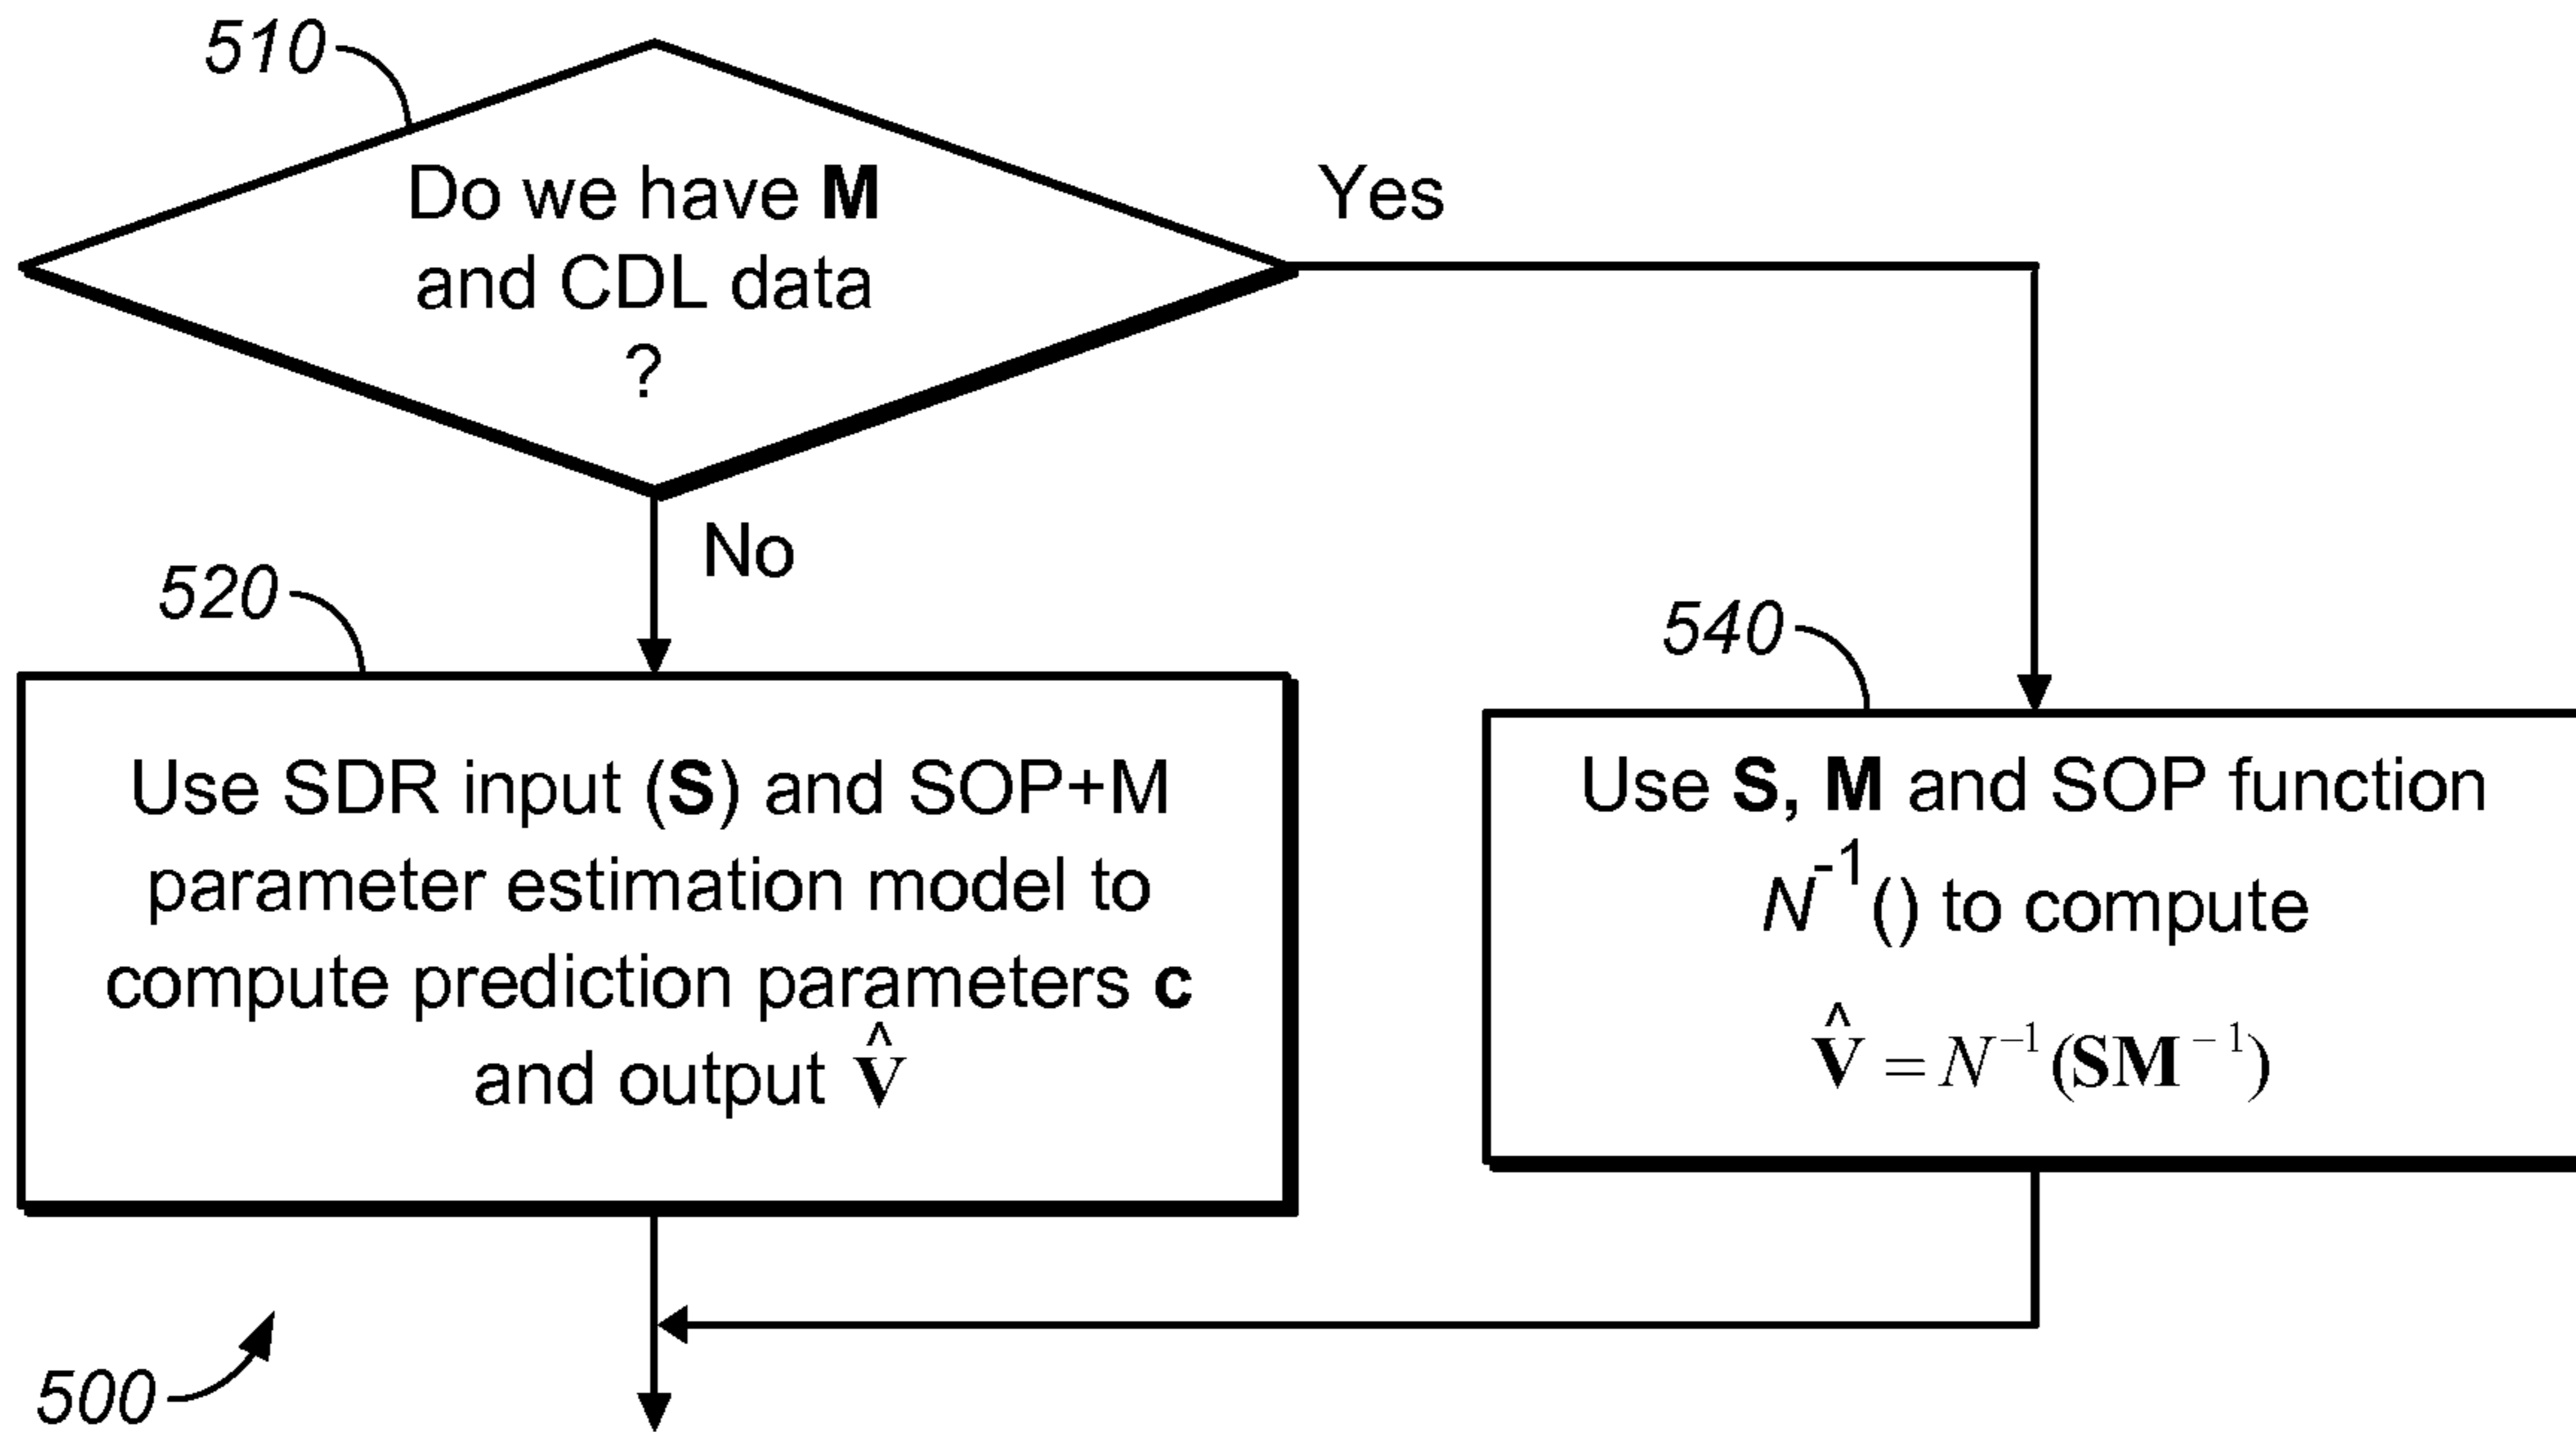 510
Do we have M
and CDL data
?
Yes
No
520
Use SDR input (S) and SOP+M
parameter estimation model to
compute prediction parameters c
and output V̂
540
Use S, M and SOP function
N⁻¹() to compute
V̂ = N⁻¹(SM⁻¹)
500